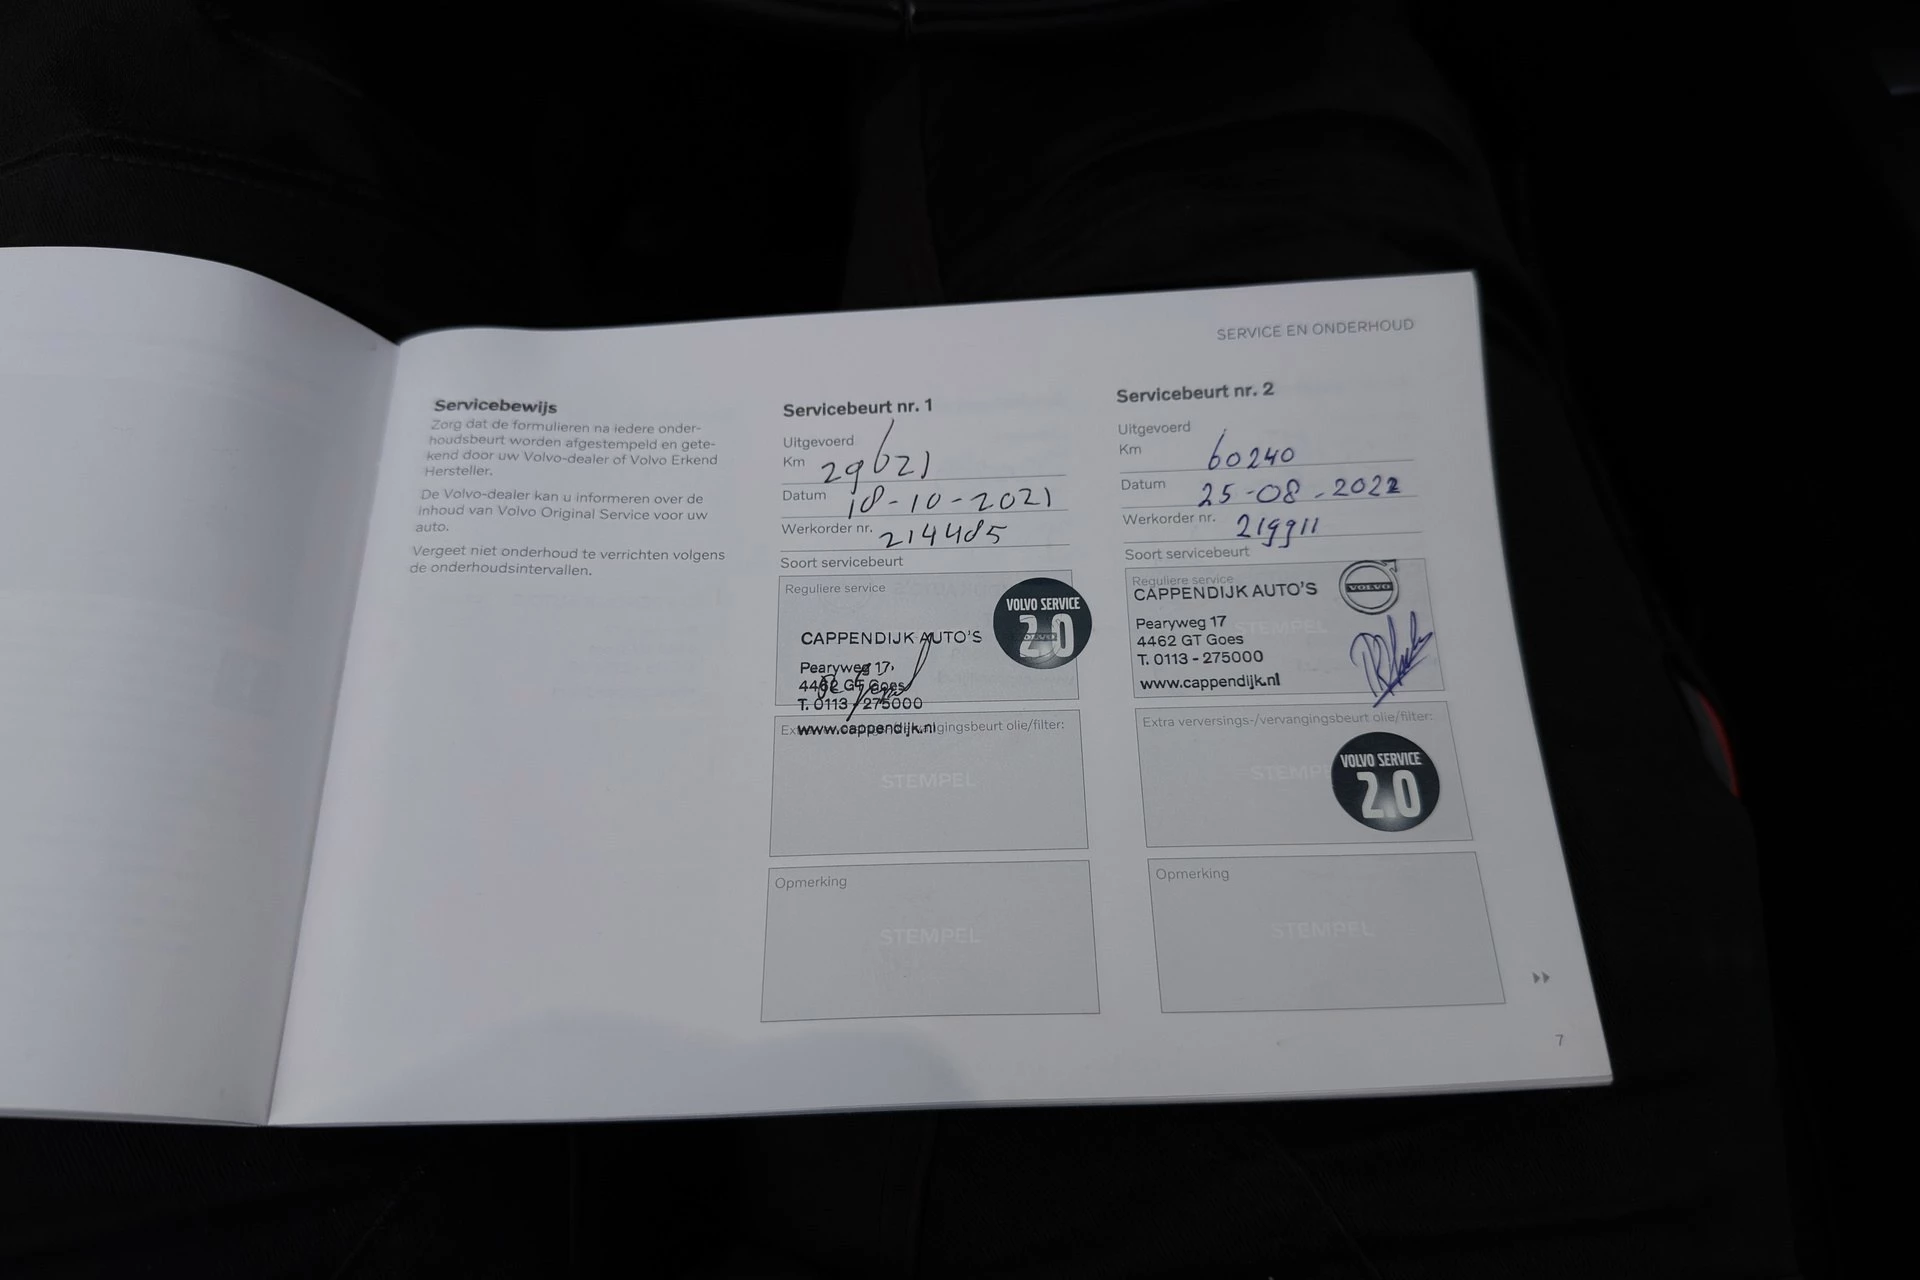 SERVICE EN ONDERHOUD
Servicebewijs
Zorg dat de formulieren na iedere onder-
houdsbeurt worden afgestempeld en gete-
kend door uw Volvo-dealer of Volvo Erkend
Hersteller.
De Volvo-dealer kan u informeren over de
inhoud van Volvo Original Service voor uw
auto.
Vergeet niet onderhoud te verrichten volgens
de onderhoudsintervallen.
Servicebeurt nr. 1
Uitgevoerd
Km 29621
Datum 18-10-2021
Werkorder nr. 214485
Soort servicebeurt
Reguliere service
VOLVO SERVICE
2.0
CAPPENDIJK AUTO'S
Pearyweg 17
4462 GT Goes
T. 0113 - 275000
www.cappendijk.nl
olie/filter:
STEMPEL
Opmerking
STEMPEL
Servicebeurt nr. 2
Uitgevoerd
Km 60240
Datum 25-08-2022
Werkorder nr. 219911
Soort servicebeurt
Reguliere service
CAPPENDIJK AUTO'S
VOLVO
Pearyweg 17
STEMPEL
4462 GT Goes
T. 0113 - 275000
www.cappendijk.nl
Extra verversings-/vervangingsbeurt olie/filter:
VOLVO SERVICE
2.0
Opmerking
STEMPEL
7